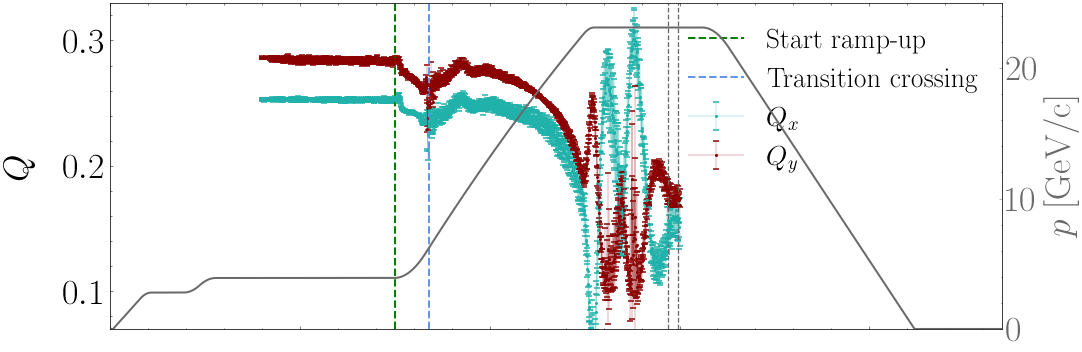 Q
0.3
0.2
0.1
Start ramp-up
Transition crossing
Q_x
Q_y
20
10
0
p [GeV/c]